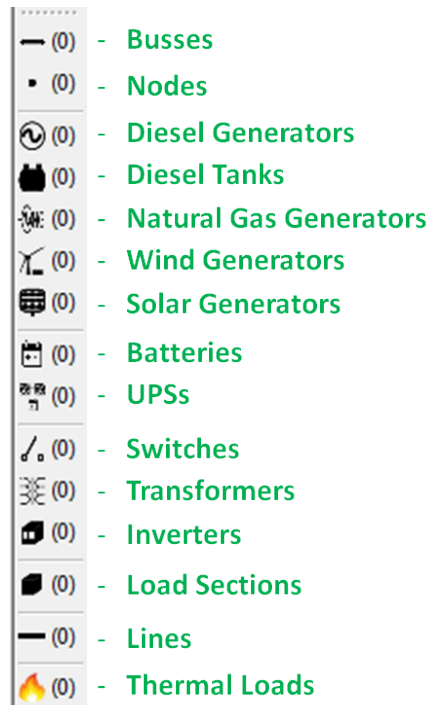 (0) - Busses
(0) - Nodes
(0) - Diesel Generators
(0) - Diesel Tanks
(0) - Natural Gas Generators
(0) - Wind Generators
(0) - Solar Generators
(0) - Batteries
(0) - UPSs
(0) - Switches
(0) - Transformers
(0) - Inverters
(0) - Load Sections
(0) - Lines
(0) - Thermal Loads